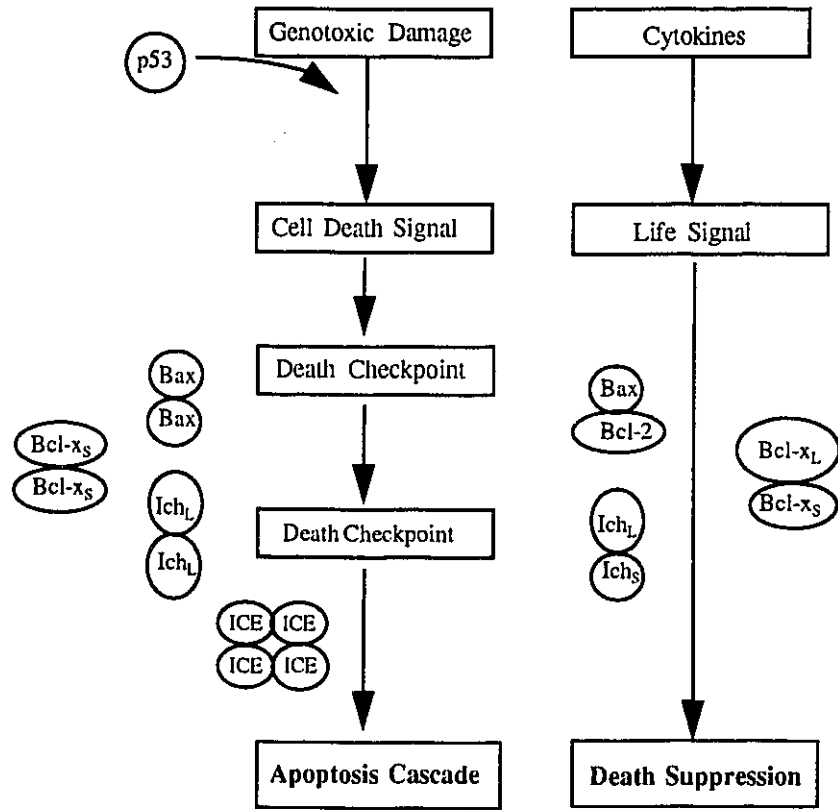 Genotoxic Damage
Cytokines
p53
Cell Death Signal
Life Signal
Death Checkpoint
Bax
Bax
Bax
Bcl-2
Bcl-xS
Bcl-xS
Bcl-xL
Bcl-xS
IchL
IchL
Death Checkpoint
IchL
IchS
ICE ICE
ICE ICE
Apoptosis Cascade
Death Suppression